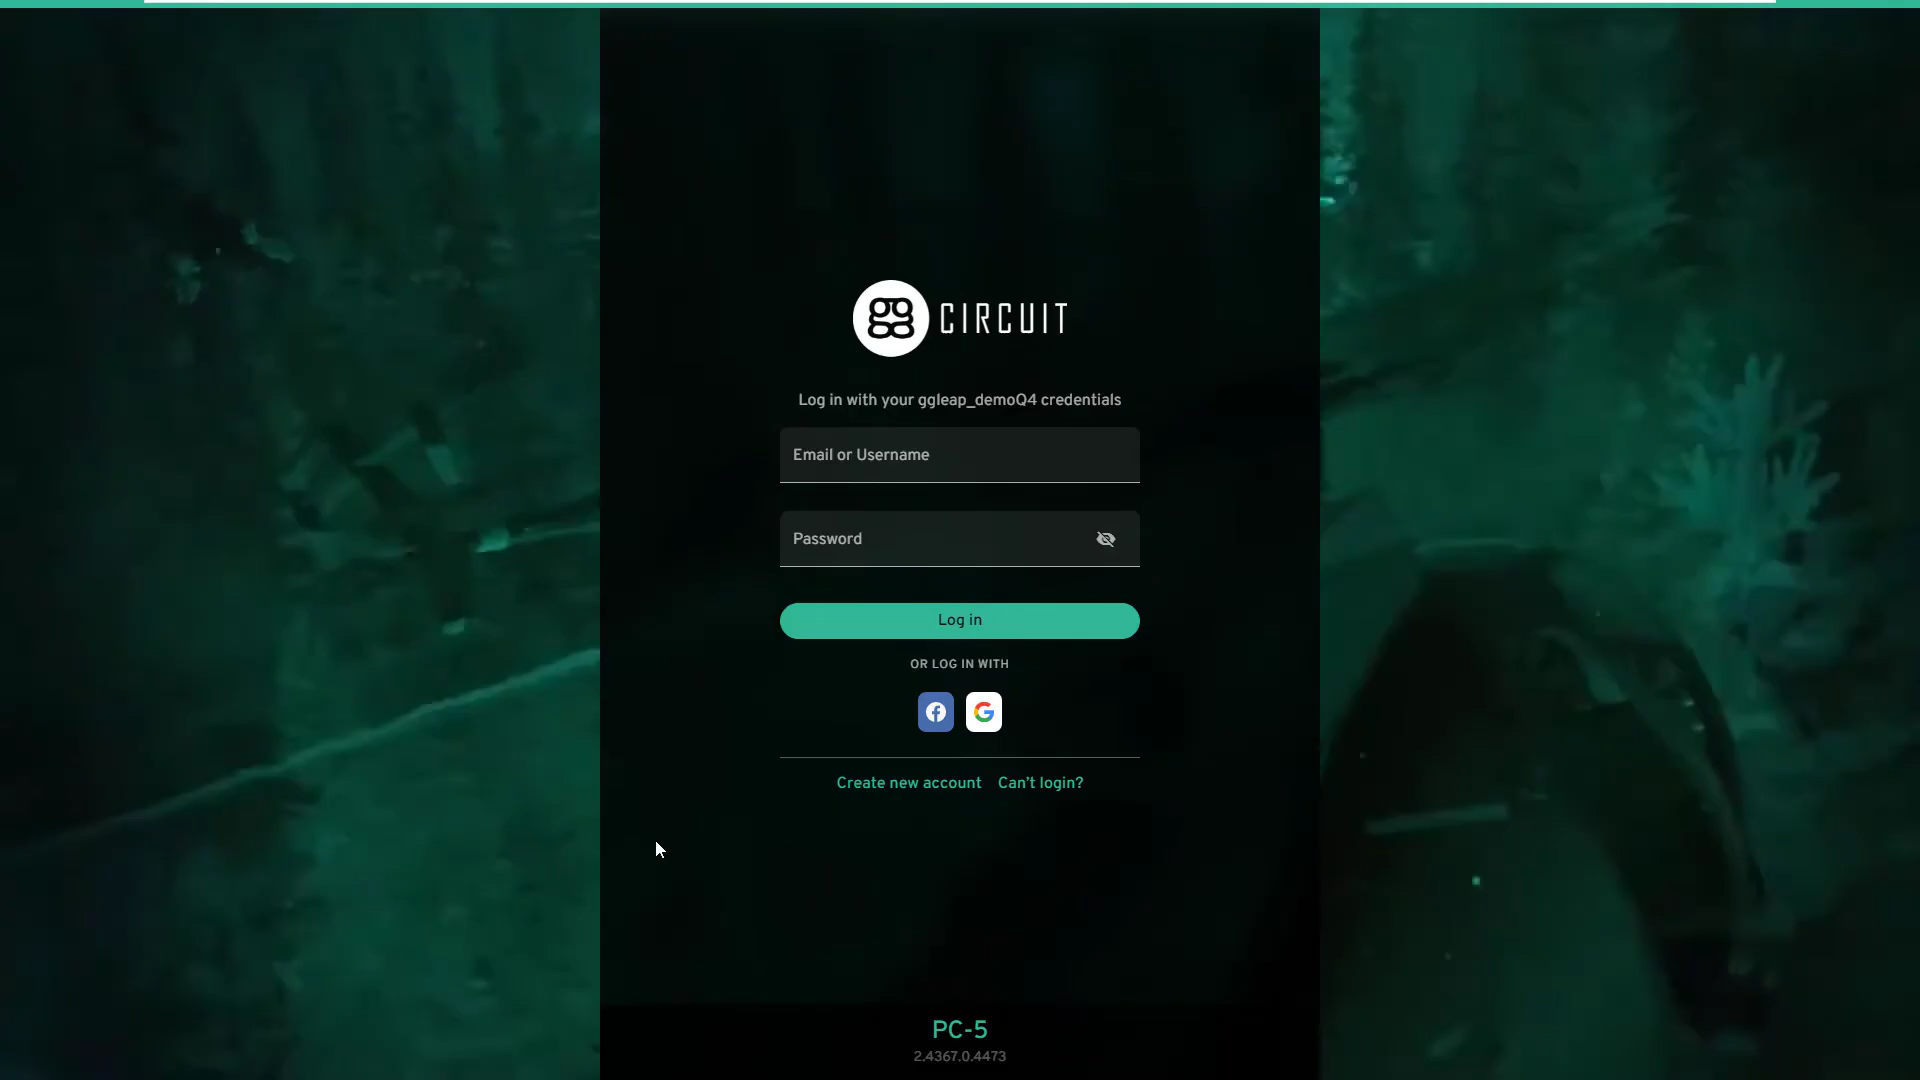 gg CIRCUIT
Log in with your ggleap_demoQ4 credentials
Email or Username
Password
Log in
OR LOG IN WITH
Create new account Can't login?
PC-5
2.4367.0.4473